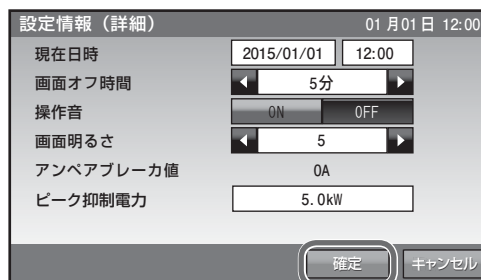 設定情報（詳細） 01月01日 12:00
現在日時 2015/01/01 12:00
画面オフ時間 5分
操作音 ON OFF
画面明るさ 5
アンペアブレーカ値 0A
ピーク抑制電力 5.0kW
確定 キャンセル